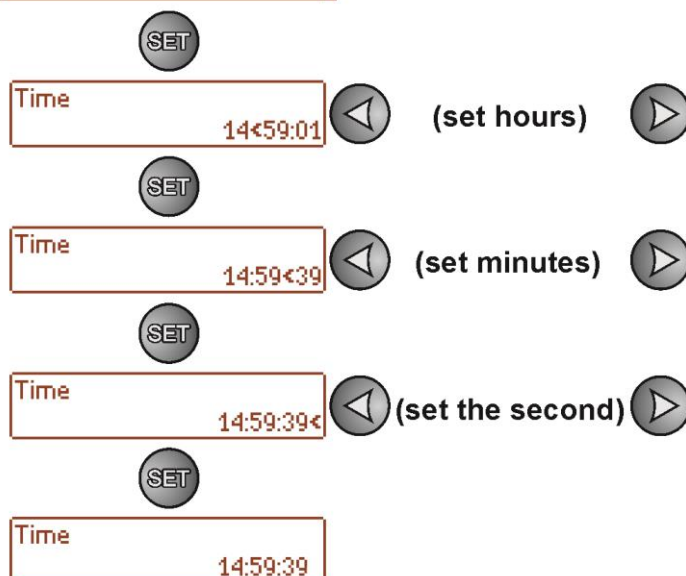 SET
Time
14<59:01
(set hours)
SET
Time
14:59<39
(set minutes)
SET
Time
14:59:39<
(set the second)
SET
Time
14:59:39